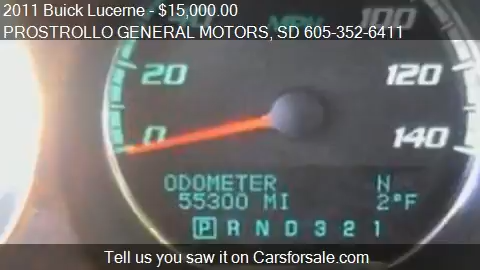 2011 Buick Lucerne - $15,000.00
PROSTROLLO GENERAL MOTORS, SD 605-352-6411
MPH
20 120
0 140
ODOMETER N
55300 MI 2°F
P R N D 3 2 1
Tell us you saw it on Carsforsale.com